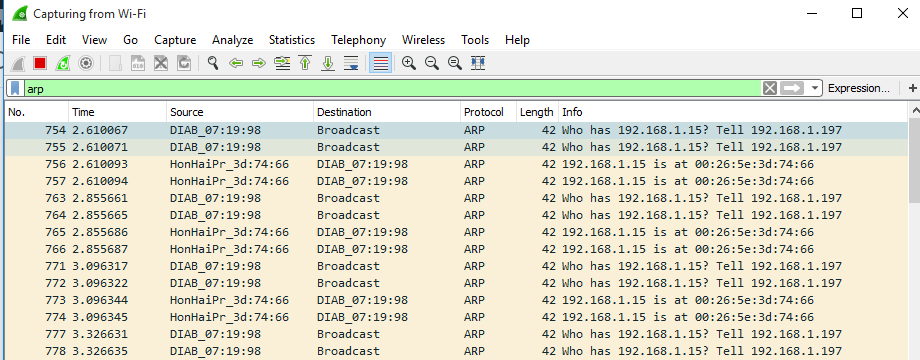 Capturing from Wi-Fi
File Edit View Go Capture Analyze Statistics Telephony Wireless Tools Help
arp Expression... +
No. Time Source Destination Protocol Length Info
754 2.610067 DIAB_07:19:98 Broadcast ARP 42 Who has 192.168.1.15? Tell 192.168.1.197
755 2.610071 DIAB_07:19:98 Broadcast ARP 42 Who has 192.168.1.15? Tell 192.168.1.197
756 2.610093 HonHaiPr_3d:74:66 DIAB_07:19:98 ARP 42 192.168.1.15 is at 00:26:5e:3d:74:66
757 2.610094 HonHaiPr_3d:74:66 DIAB_07:19:98 ARP 42 192.168.1.15 is at 00:26:5e:3d:74:66
763 2.855661 DIAB_07:19:98 Broadcast ARP 42 Who has 192.168.1.15? Tell 192.168.1.197
764 2.855665 DIAB_07:19:98 Broadcast ARP 42 Who has 192.168.1.15? Tell 192.168.1.197
765 2.855686 HonHaiPr_3d:74:66 DIAB_07:19:98 ARP 42 192.168.1.15 is at 00:26:5e:3d:74:66
766 2.855687 HonHaiPr_3d:74:66 DIAB_07:19:98 ARP 42 192.168.1.15 is at 00:26:5e:3d:74:66
771 3.096317 DIAB_07:19:98 Broadcast ARP 42 Who has 192.168.1.15? Tell 192.168.1.197
772 3.096322 DIAB_07:19:98 Broadcast ARP 42 Who has 192.168.1.15? Tell 192.168.1.197
773 3.096344 HonHaiPr_3d:74:66 DIAB_07:19:98 ARP 42 192.168.1.15 is at 00:26:5e:3d:74:66
774 3.096345 HonHaiPr_3d:74:66 DIAB_07:19:98 ARP 42 192.168.1.15 is at 00:26:5e:3d:74:66
777 3.326631 DIAB_07:19:98 Broadcast ARP 42 Who has 192.168.1.15? Tell 192.168.1.197
778 3.326635 DIAB_07:19:98 Broadcast ARP 42 Who has 192.168.1.15? Tell 192.168.1.197